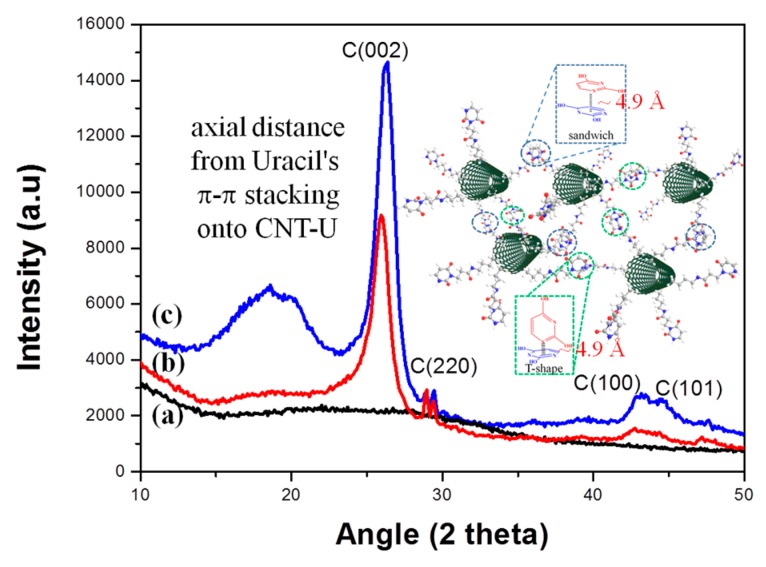 16000
14000
12000
10000
8000
6000
4000
2000
0
10
20
30
40
50
Intensity (a.u)
Angle (2 theta)
C(002)
axial distance
from Uracil's
π-π stacking
onto CNT-U
~ 4.9 Å
sandwich
(c)
(b)
(a)
C(220)
4.9 Å
T-shape
C(100)
C(101)